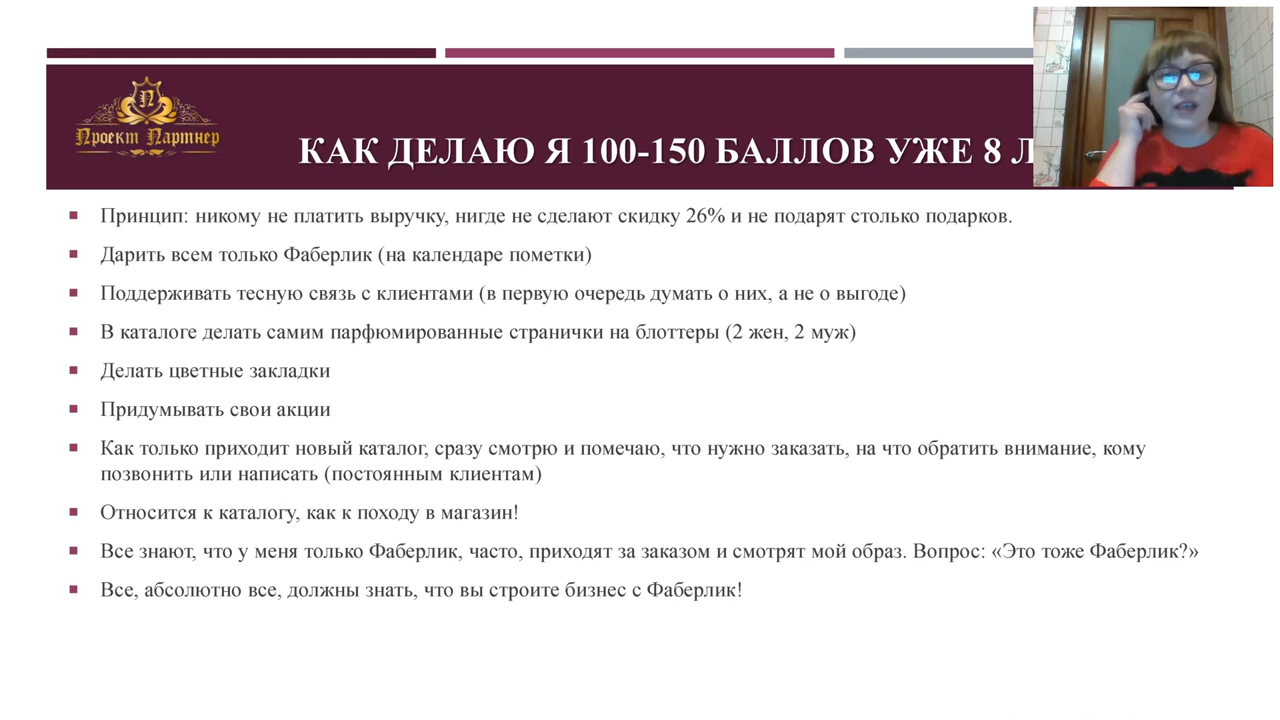 П
Проект Партнер
КАК ДЕЛАЮ Я 100-150 БАЛЛОВ УЖЕ 8 Л
Принцип: никому не платить выручку, нигде не сделают скидку 26% и не подарят столько подарков.
Дарить всем только Фаберлик (на календаре пометки)
Поддерживать тесную связь с клиентами (в первую очередь думать о них, а не о выгоде)
В каталоге делать самим парфюмированные странички на блоттеры (2 жен, 2 муж)
Делать цветные закладки
Придумывать свои акции
Как только приходит новый каталог, сразу смотрю и помечаю, что нужно заказать, на что обратить внимание, кому
позвонить или написать (постоянным клиентам)
Относится к каталогу, как к походу в магазин!
Все знают, что у меня только Фаберлик, часто, приходят за заказом и смотрят мой образ. Вопрос: «Это тоже Фаберлик?»
Все, абсолютно все, должны знать, что вы строите бизнес с Фаберлик!